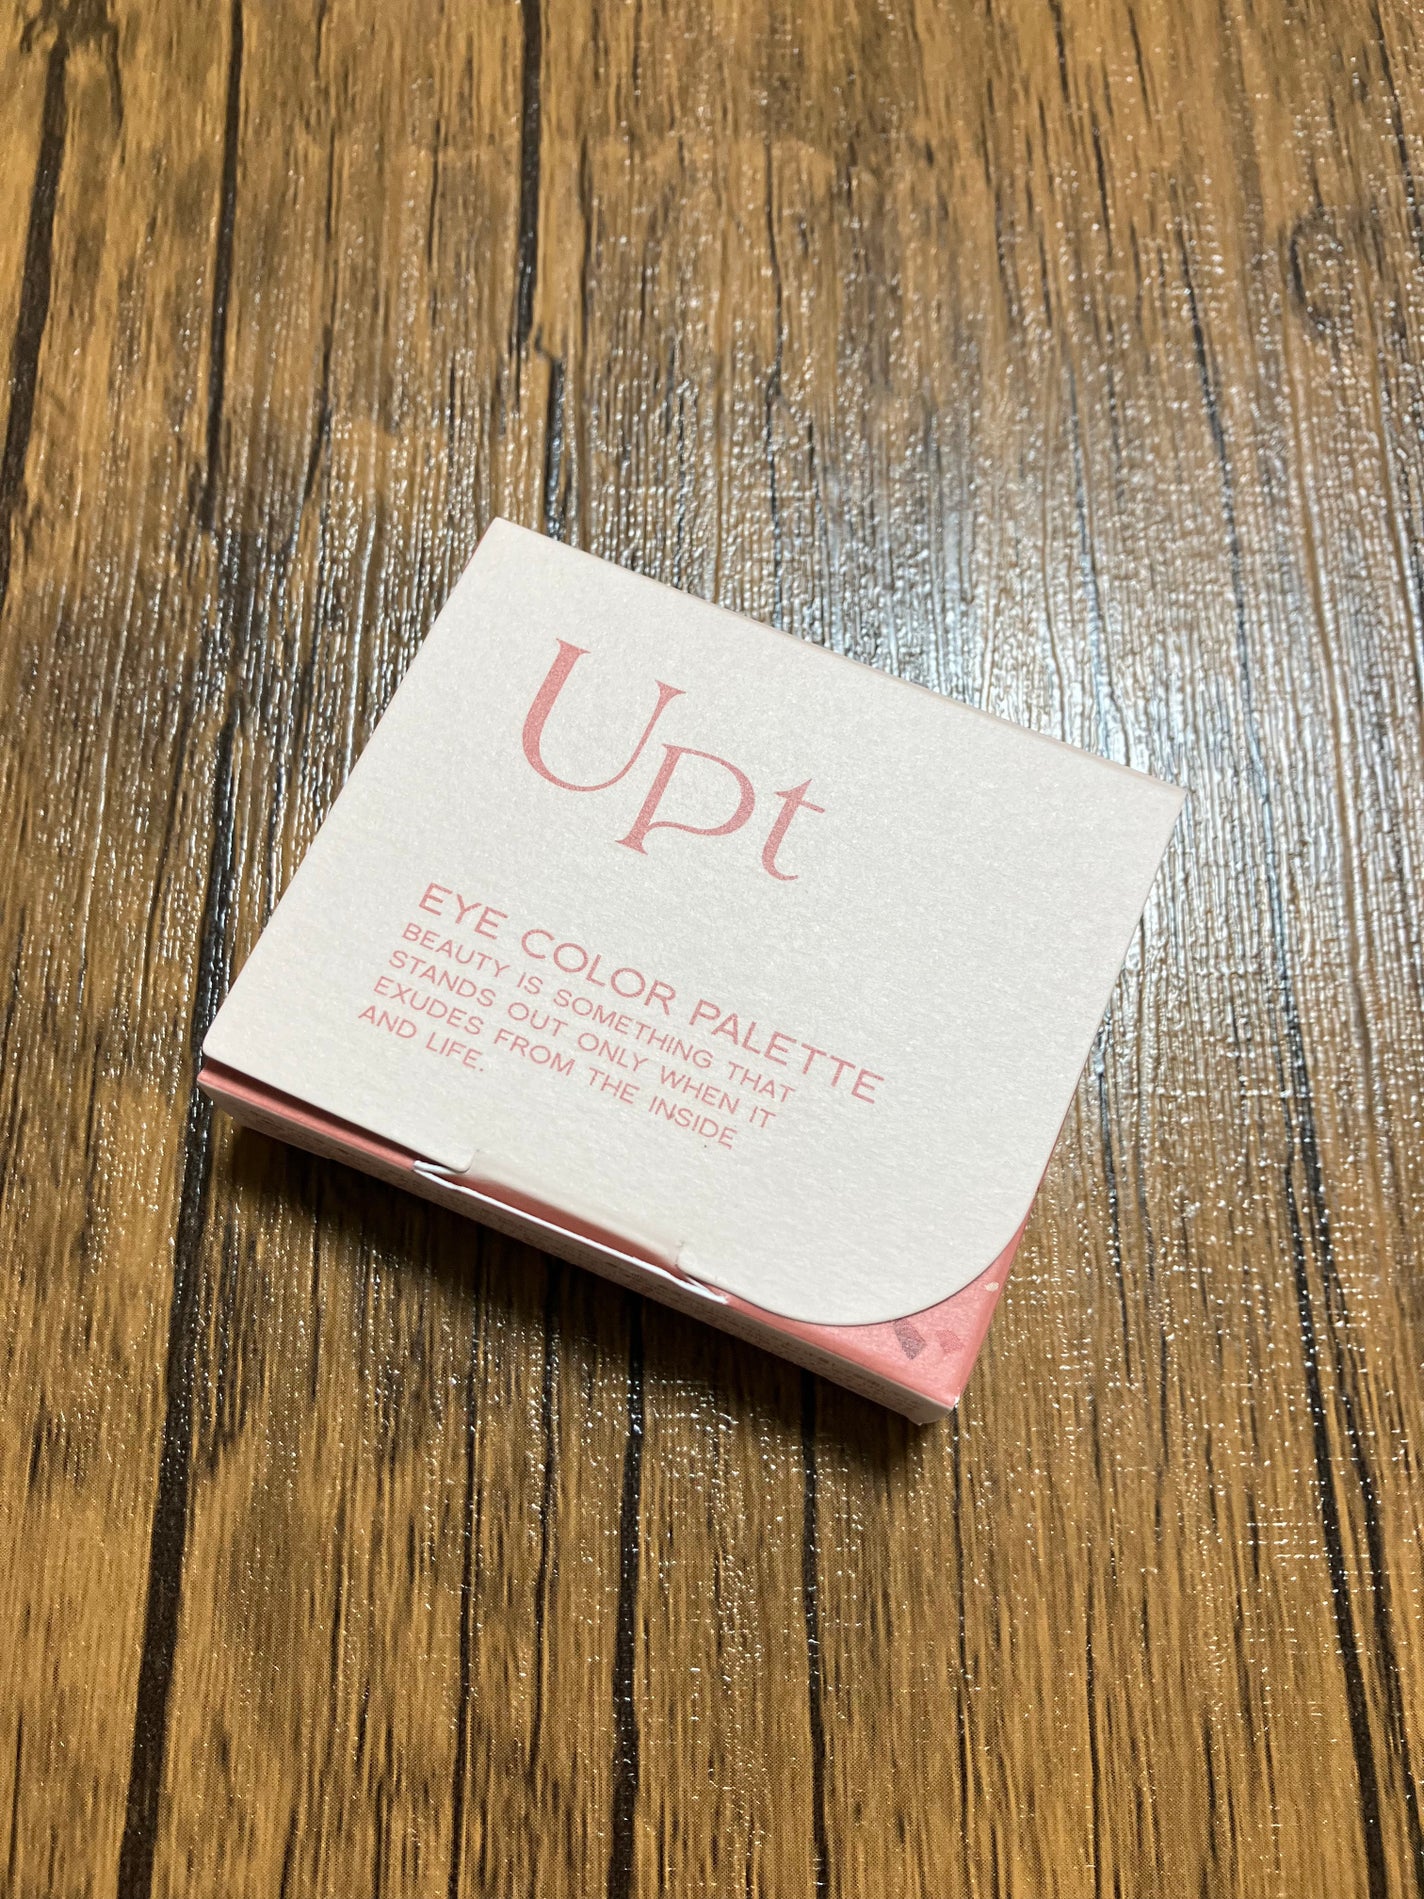 Upt
EYE COLOR PALETTE
BEAUTY IS SOMETHING THAT
STANDS OUT ONLY WHEN IT
EXUDES FROM THE INSIDE
AND LIFE.